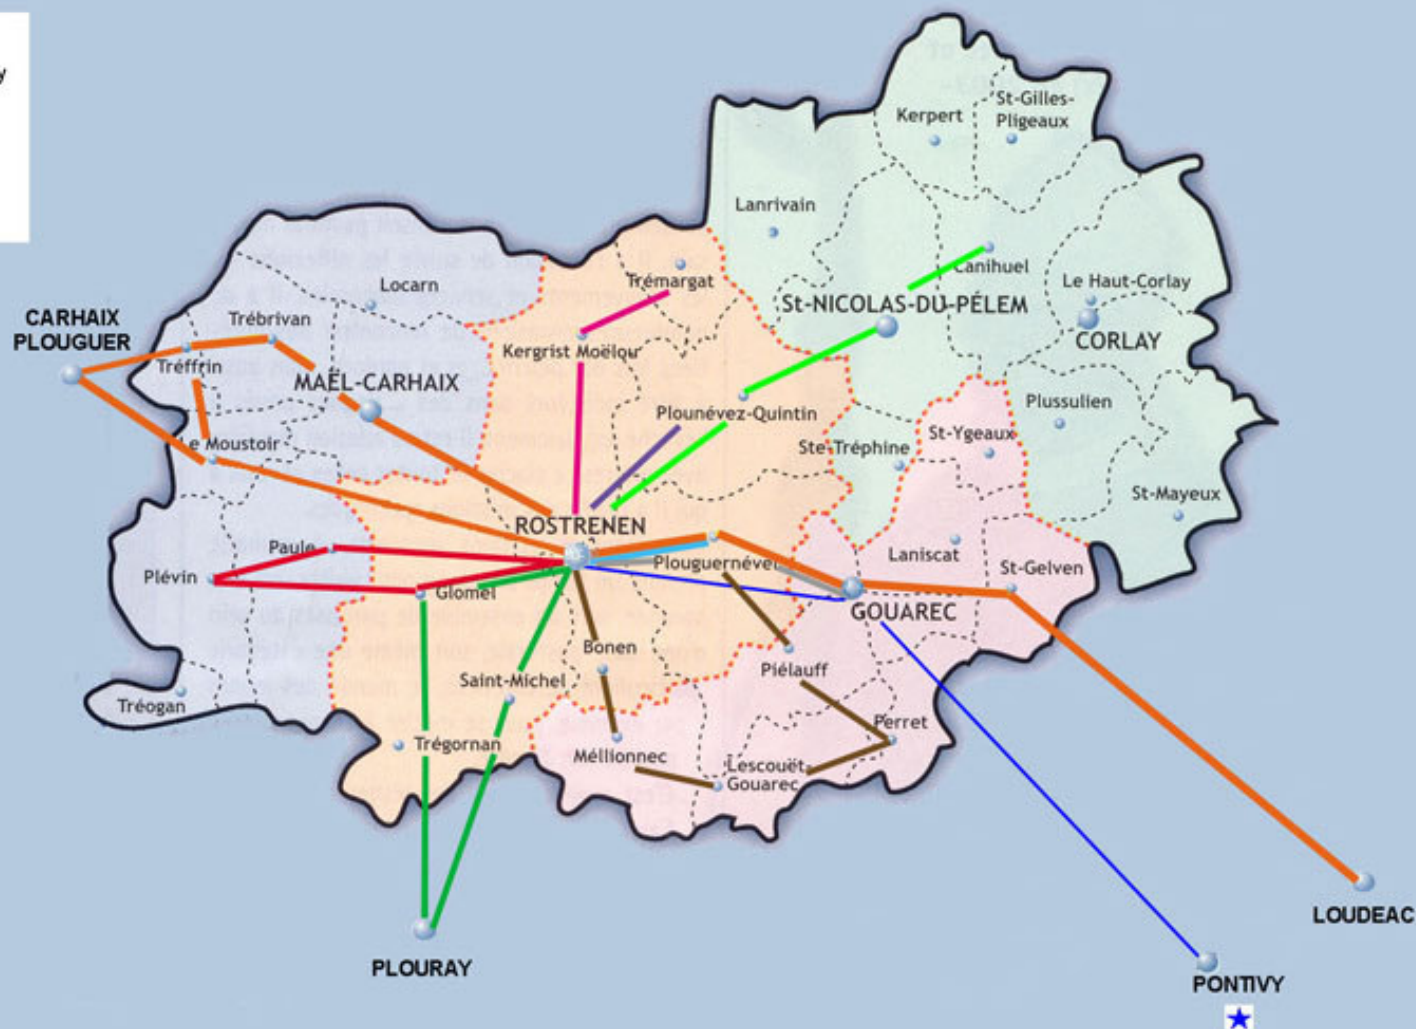 y
Kerpert
St-Gilles-
Pligeaux
Lanrivain
Canihuel
Trémargat
Locarn
Le Haut-Corlay
St-NICOLAS-DU-PÉLEM
CARHAIX
PLOUGUER
Trébrivan
CORLAY
Kergrist Moëlou
Tréffrin
MAËL-CARHAIX
Plussulien
Plounévez-Quintin
St-Ygeaux
Le Moustoir
Ste-Tréphine
St-Mayeux
ROSTRENEN
Paule
Laniscat
Plouguernével
St-Gelven
Plévin
Glomel
GOUAREC
Bonen
Piélauff
Saint-Michel
Tréogan
Perret
Trégornan
Méllionnec
Lescouët-
Gouarec
LOUDEAC
PLOURAY
PONTIVY